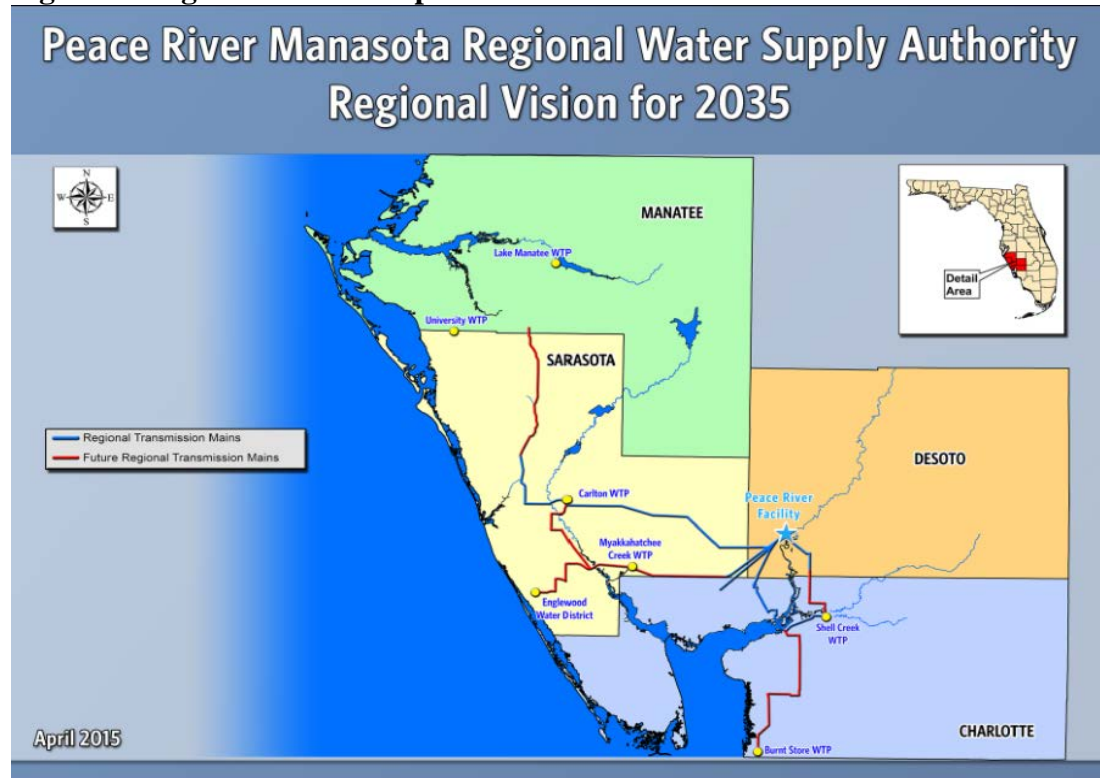 Peace River Manasota Regional Water Supply Authority
Regional Vision for 2035
N
W
E
S
MANATEE
Lake Manatee WTP
Detail
Area
University WTP
SARASOTA
Regional Transmission Mains
Future Regional Transmission Mains
DESOTO
Carlton WTP
Peace River
Facility
Myakkahatchee
Creek WTP
Englewood
Water District
Shell Creek
WTP
CHARLOTTE
April 2015
Burnt Store WTP